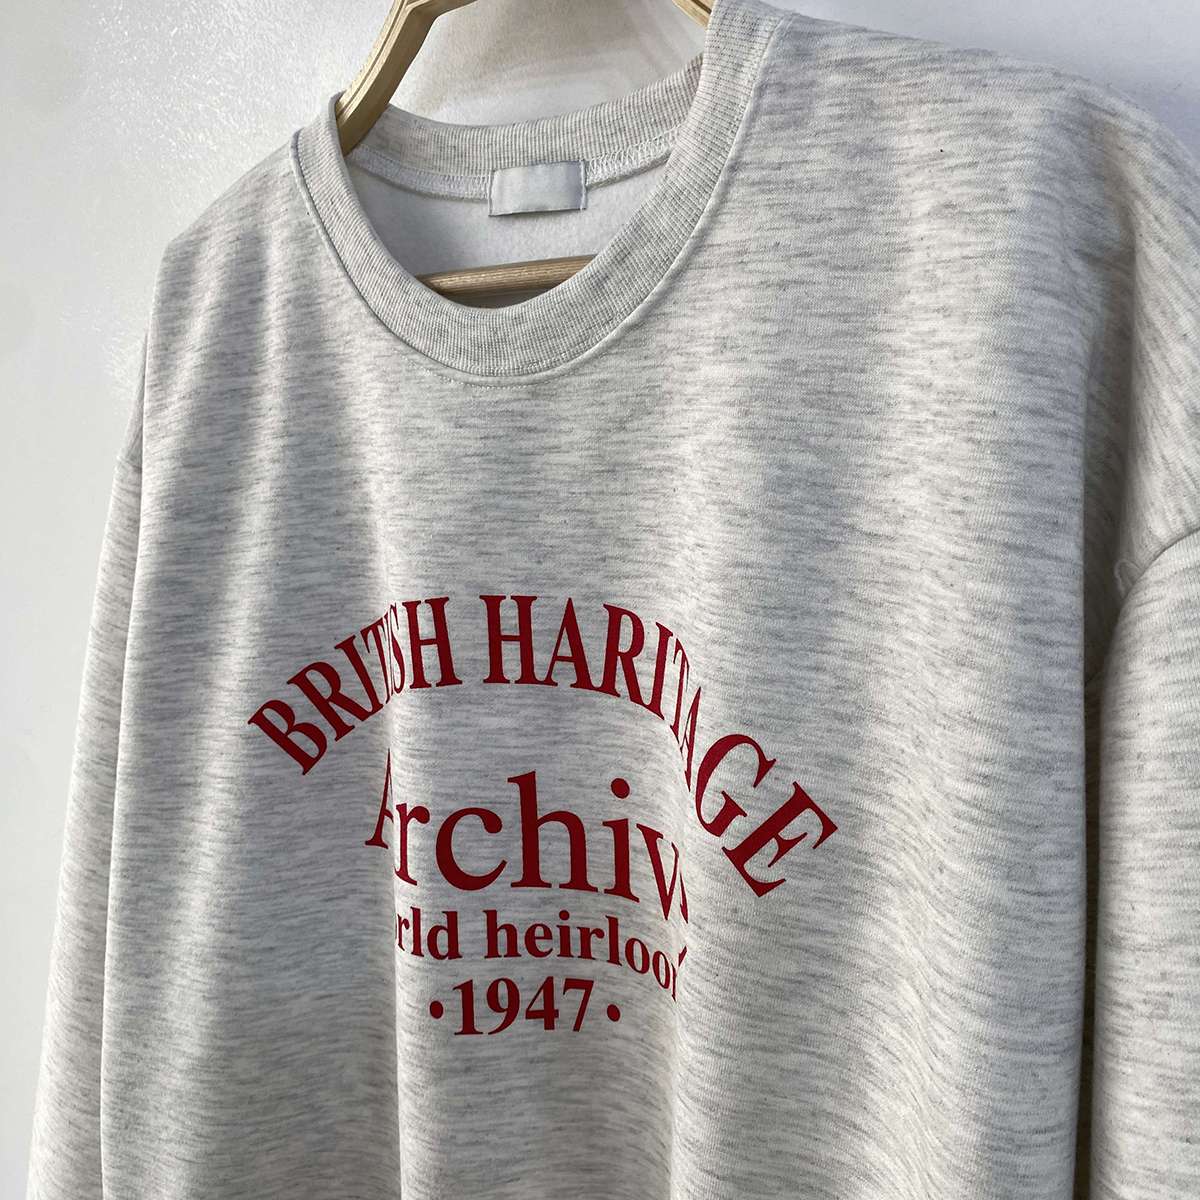 BRITISH HARITAGE
Archiv
rld heirloo
·1947·